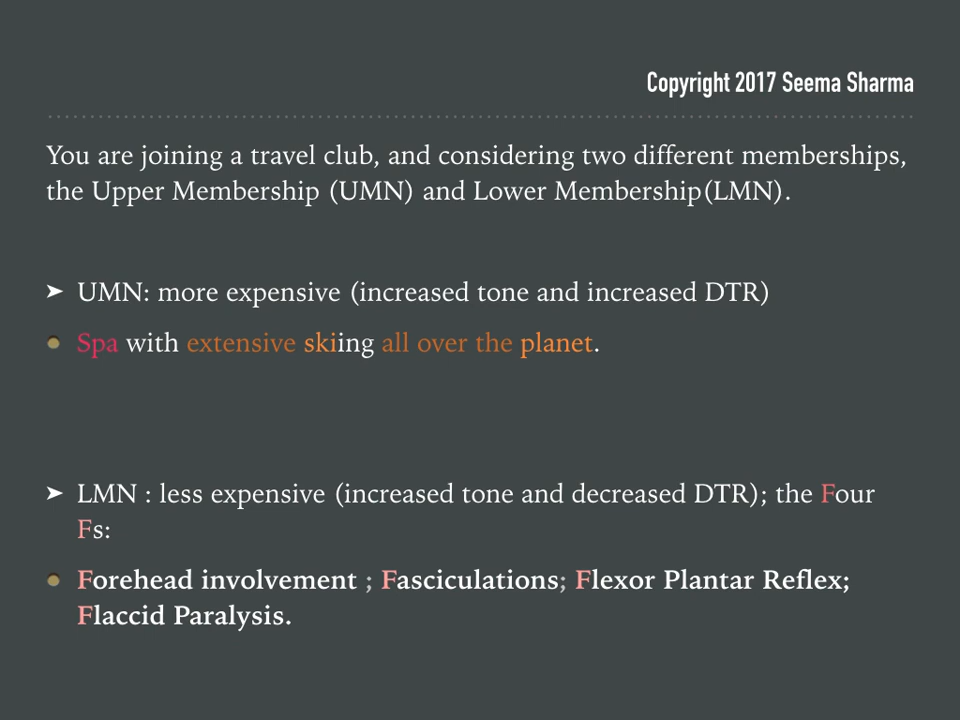 Copyright 2017 Seema Sharma
You are joining a travel club, and considering two different memberships,
the Upper Membership (UMN) and Lower Membership(LMN).
➤ UMN: more expensive (increased tone and increased DTR)
● Spa with extensive skiing all over the planet.
➤ LMN : less expensive (increased tone and decreased DTR); the Four
Fs:
● Forehead involvement ; Fasciculations; Flexor Plantar Reflex;
Flaccid Paralysis.